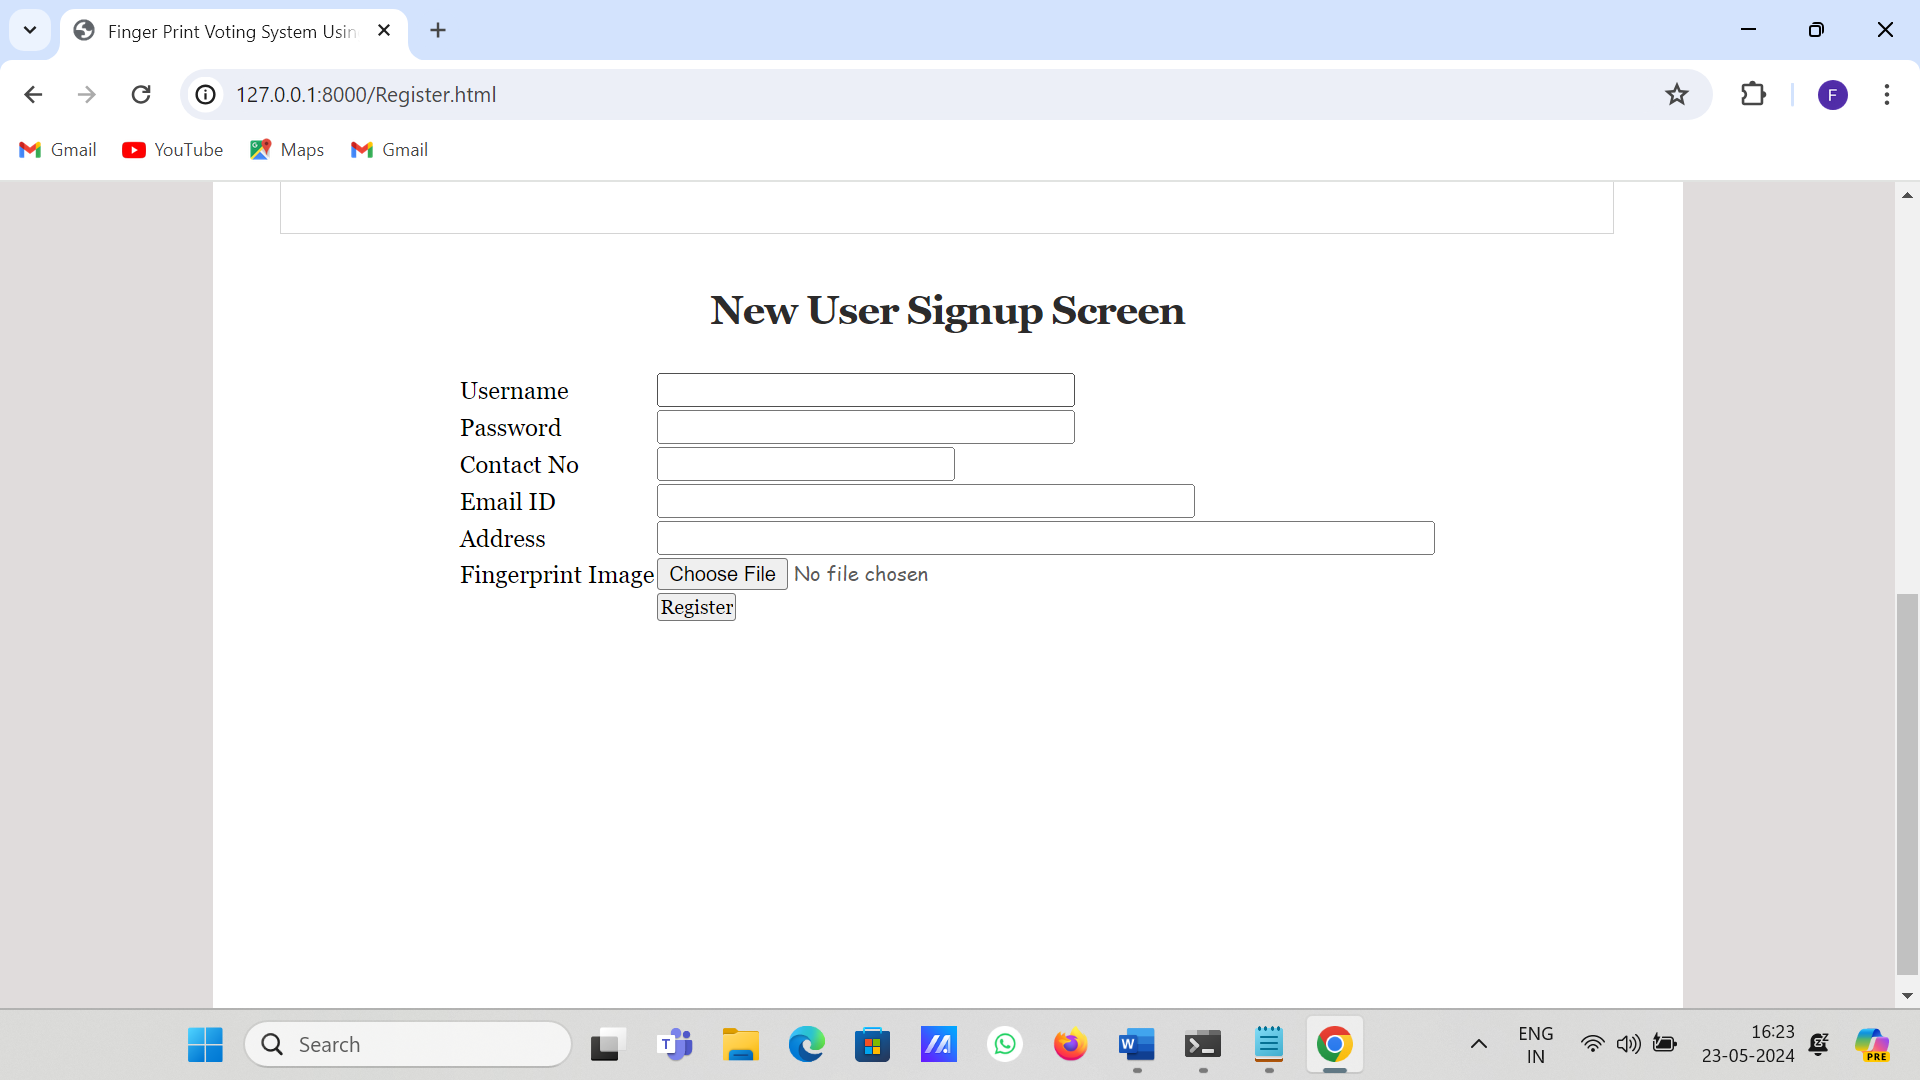 Finger Print Voting System Usin
127.0.0.1:8000/Register.html
F
Gmail YouTube Maps Gmail
New User Signup Screen
Username
Password
Contact No
Email ID
Address
Fingerprint Image Choose File No file chosen
Register
Search
ENG
IN
16:23
23-05-2024
PRE